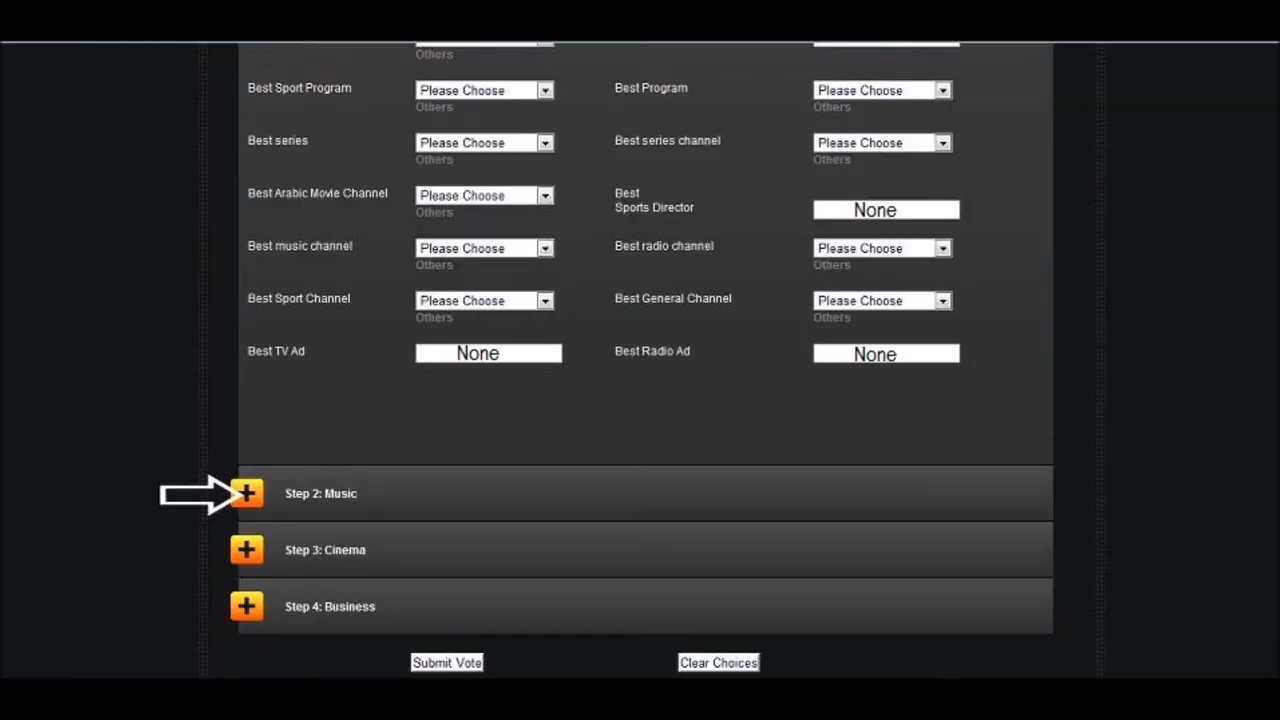 Others
Best Sport Program Please Choose Best Program Please Choose
Others Others
Best series Please Choose Best series channel Please Choose
Others Others
Best Arabic Movie Channel Please Choose Best
Others Sports Director None
Best music channel Please Choose Best radio channel Please Choose
Others Others
Best Sport Channel Please Choose Best General Channel Please Choose
Others Others
Best TV Ad None Best Radio Ad None
Step 2: Music
Step 3: Cinema
Step 4: Business
Submit Vote Clear Choices